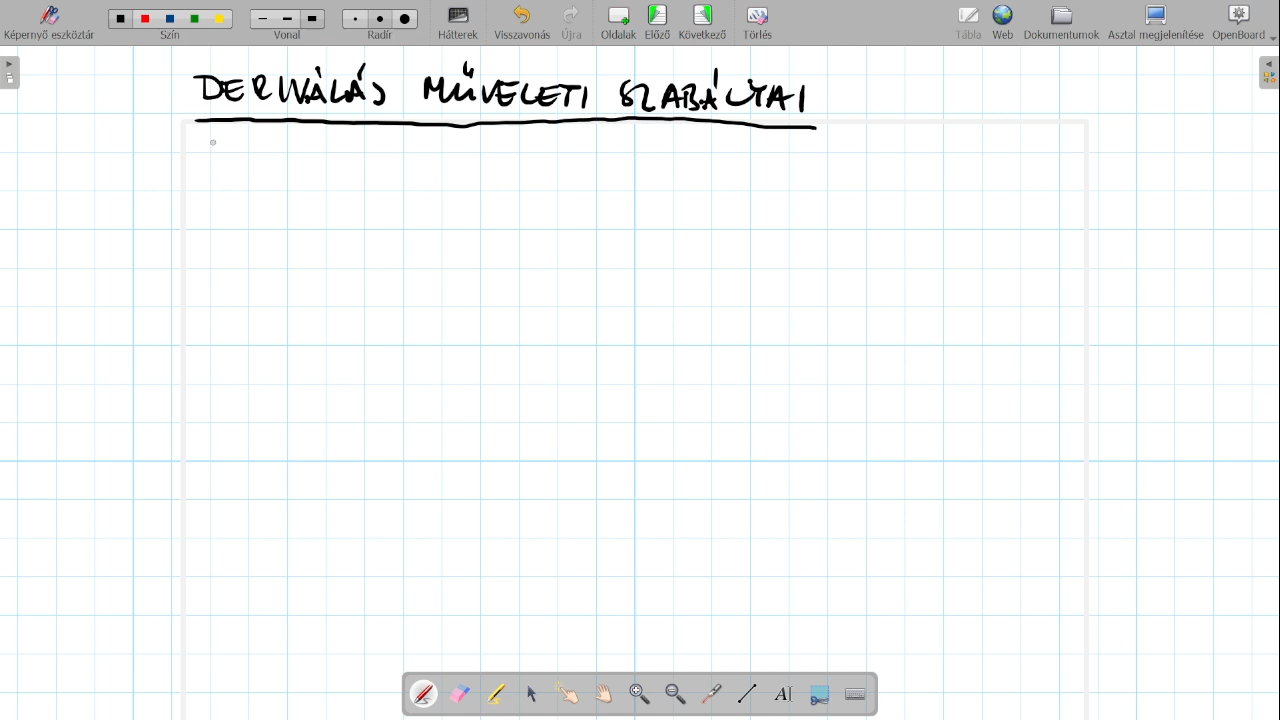 Képernyő eszköztár Szín Vonal Radír Hátterek Visszavonás Újra Oldalak Előző Következő Törlés Tábla Web Dokumentumok Asztal megjelenítése OpenBoard
DERIVÁLÁS MŰVELETI SZABÁLYAI